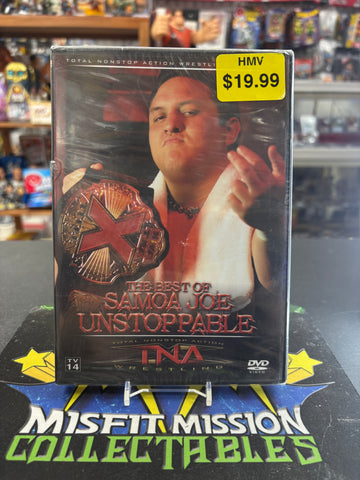 HMV
$19.99
TOTAL NONSTOP ACTION WRESTLING
X
THE BEST OF
SAMOA JOE
UNSTOPPABLE
TOTAL NONSTOP ACTION
TNA
WRESTLING
TV
14
DVD
VIDEO
MISFIT MISSION
COLLECTABLES